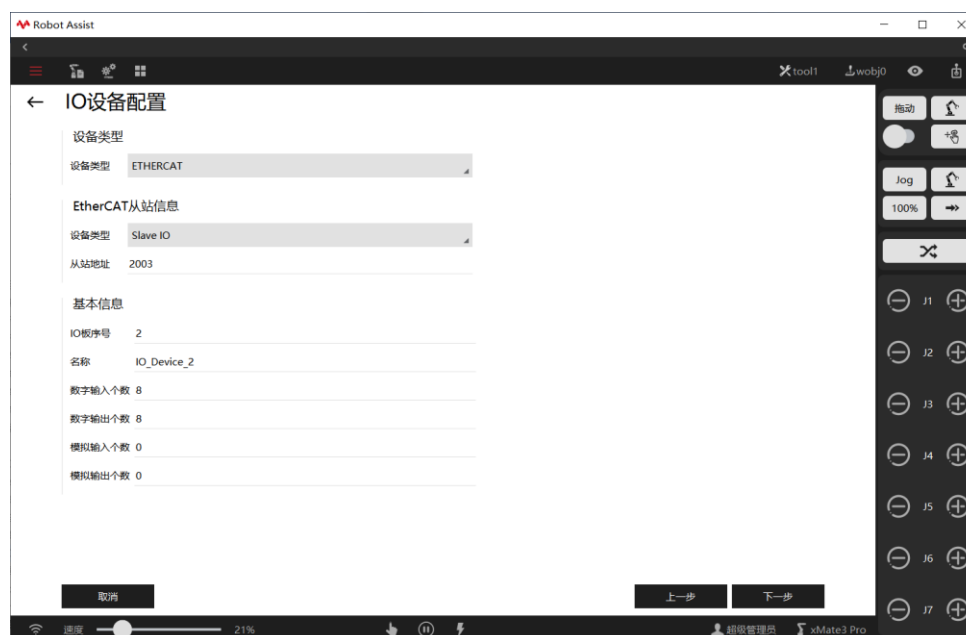 Robot Assist
tool1
wobj0
IO设备配置
设备类型
设备类型 ETHERCAT
EtherCAT从站信息
设备类型 Slave IO
从站地址 2003
基本信息
IO板序号 2
名称 IO_Device_2
数字输入个数 8
数字输出个数 8
模拟输入个数 0
模拟输出个数 0
取消
上一步
下一步
拖动
Jog
100%
J1
J2
J3
J4
J5
J6
J7
速度 21%
超级管理员
xMate3 Pro